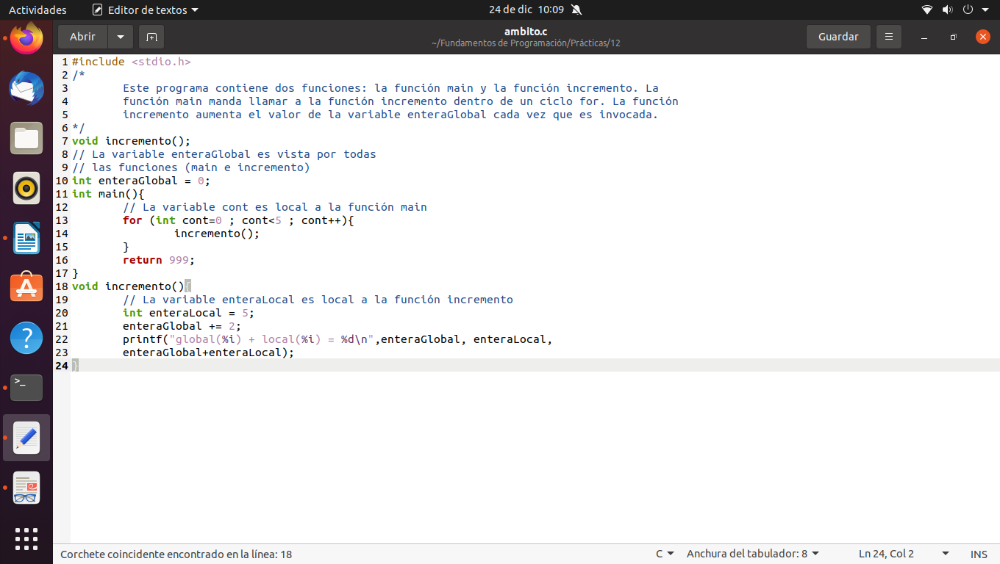 Actividades Editor de textos 24 de dic 10:09
Abrir ambito.c Guardar
~/Fundamentos de Programación/Prácticas/12
1 #include <stdio.h>
2 /*
3 Este programa contiene dos funciones: la función main y la función incremento. La
4 función main manda llamar a la función incremento dentro de un ciclo for. La función
5 incremento aumenta el valor de la variable enteraGlobal cada vez que es invocada.
6 */
7 void incremento();
8 // La variable enteraGlobal es vista por todas
9 // las funciones (main e incremento)
10 int enteraGlobal = 0;
11 int main(){
12 // La variable cont es local a la función main
13 for (int cont=0 ; cont<5 ; cont++){
14 incremento();
15 }
16 return 999;
17 }
18 void incremento(){
19 // La variable enteraLocal es local a la función incremento
20 int enteraLocal = 5;
21 enteraGlobal += 2;
22 printf("global(%i) + local(%i) = %d\n",enteraGlobal, enteraLocal,
23 enteraGlobal+enteraLocal);
24 }
Corchete coincidente encontrado en la línea: 18 C Anchura del tabulador: 8 Ln 24, Col 2 INS